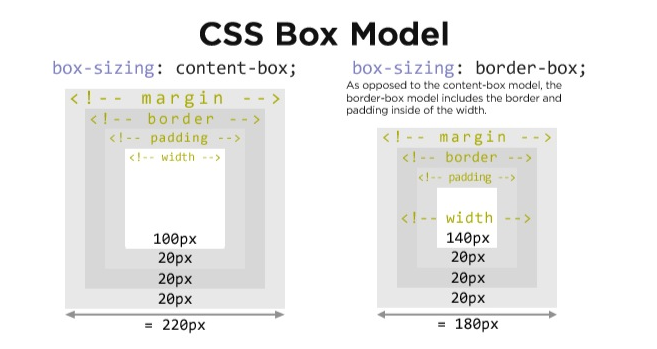 CSS Box Model
box-sizing: content-box;
<!-- margin -->
<!-- border -->
<!-- padding -->
<!-- width -->
100px
20px
20px
20px
= 220px
box-sizing: border-box;
As opposed to the content-box model, the
border-box model includes the border and
padding inside of the width.
<!-- margin -->
<!-- border -->
<!-- padding -->
<!-- width -->
140px
20px
20px
20px
= 180px